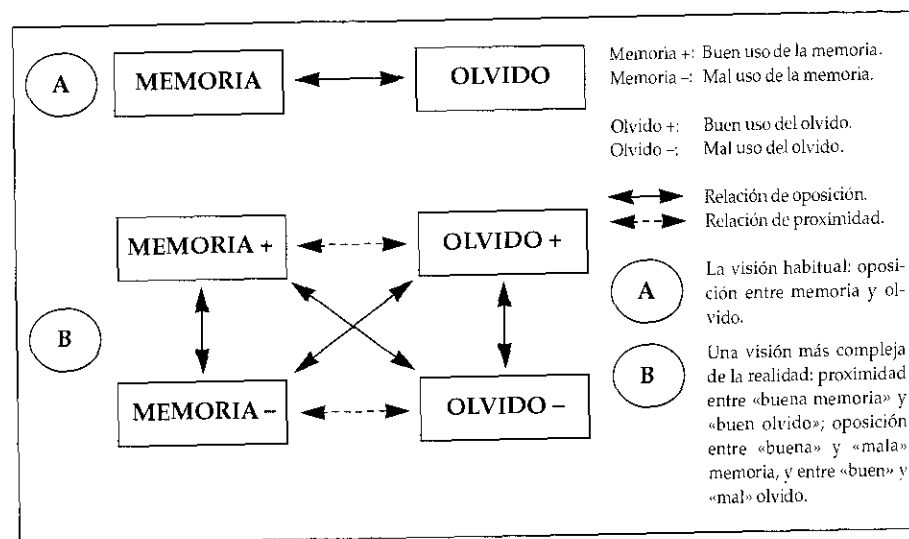 A
MEMORIA
OLVIDO
MEMORIA +
OLVIDO +
B
MEMORIA –
OLVIDO –
Memoria +: Buen uso de la memoria.
Memoria –: Mal uso de la memoria.
Olvido +: Buen uso del olvido.
Olvido –: Mal uso del olvido.
Relación de oposición.
Relación de proximidad.
A
La visión habitual: oposi-
ción entre memoria y ol-
vido.
B
Una visión más compleja
de la realidad: proximidad
entre «buena memoria» y
«buen olvido»; oposición
entre «buena» y «mala»
memoria, y entre «buen» y
«mal» olvido.